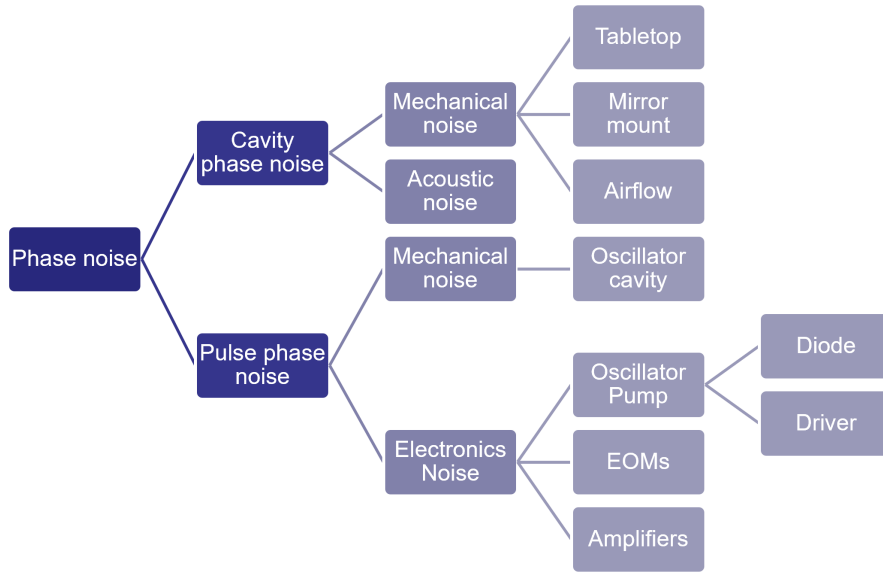 Phase noise
Cavity
phase noise
Mechanical
noise
Tabletop
Mirror
mount
Airflow
Acoustic
noise
Pulse phase
noise
Mechanical
noise
Oscillator
cavity
Electronics
Noise
Oscillator
Pump
Diode
Driver
EOMs
Amplifiers